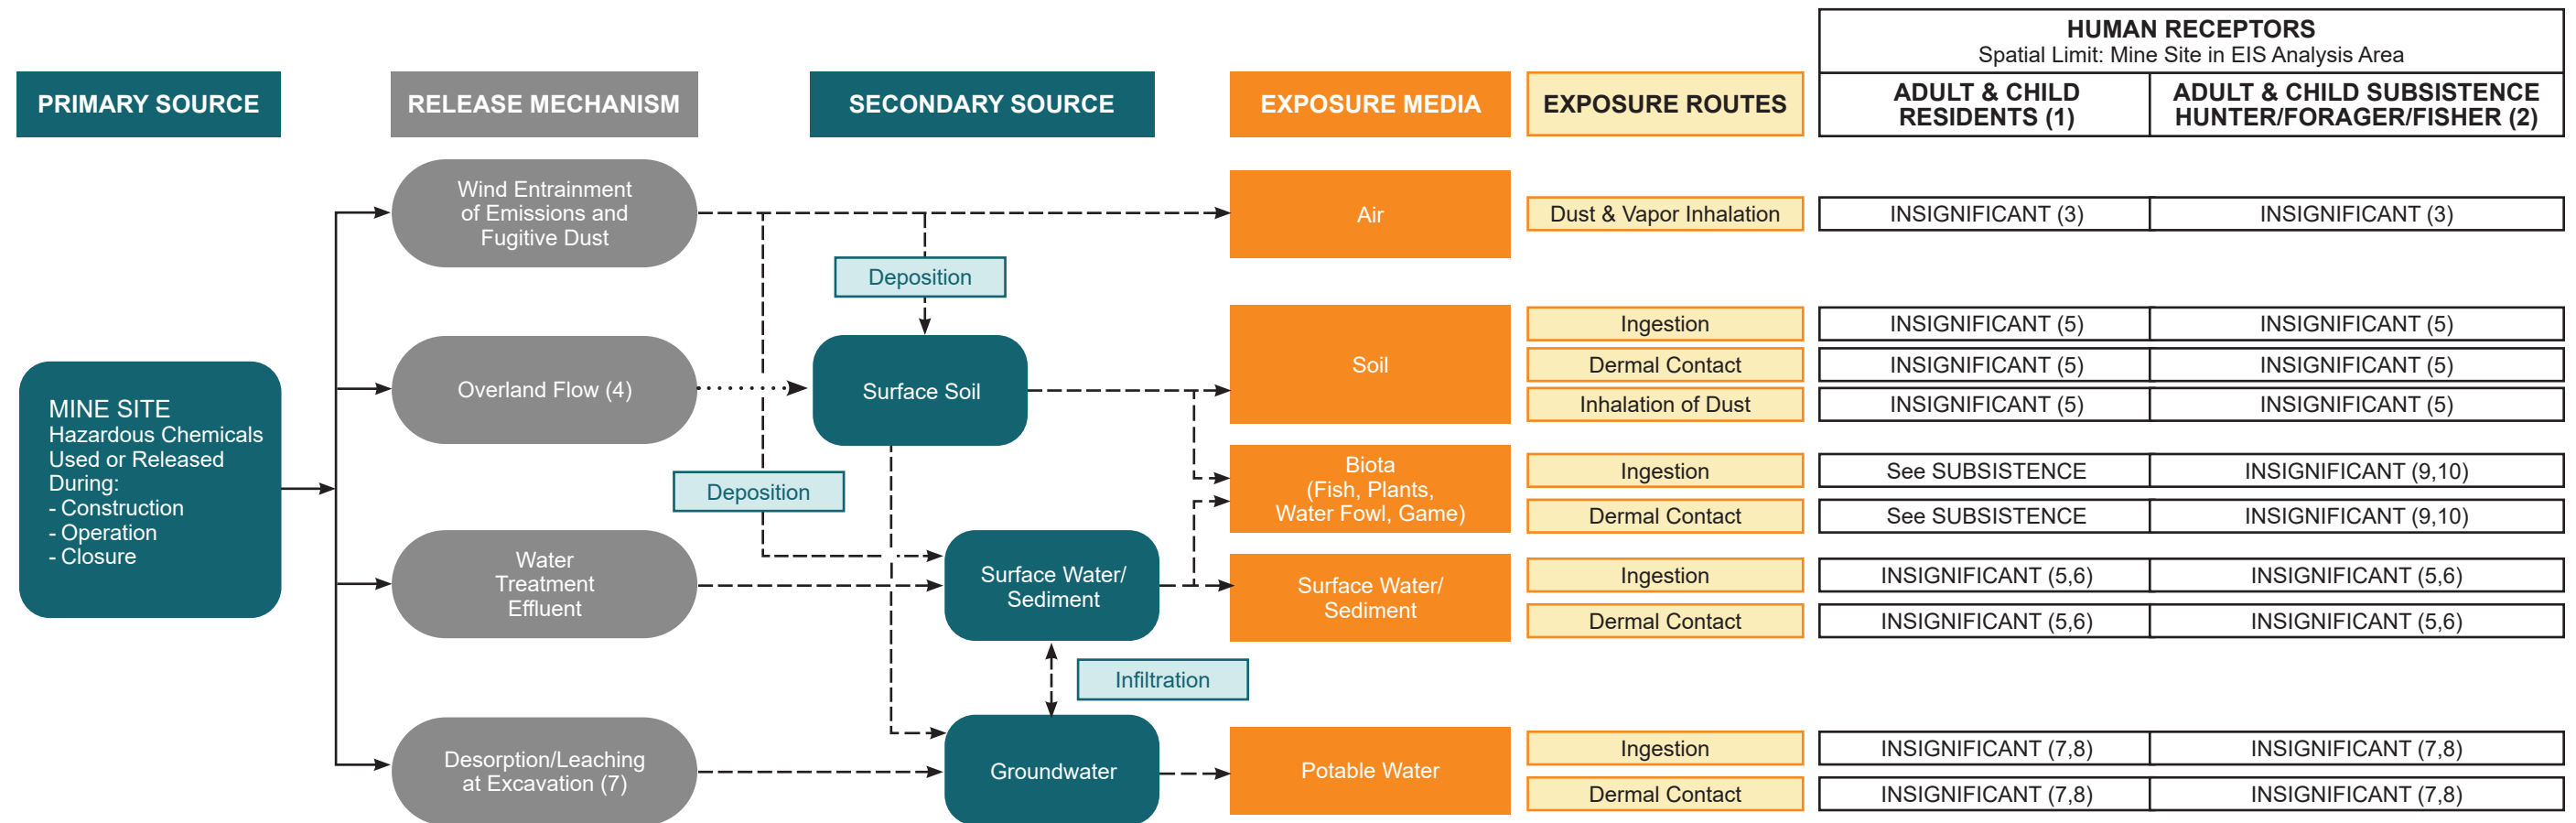 HUMAN RECEPTORS
Spatial Limit: Mine Site in EIS Analysis Area
PRIMARY SOURCE
RELEASE MECHANISM
SECONDARY SOURCE
EXPOSURE MEDIA
EXPOSURE ROUTES
ADULT & CHILD
RESIDENTS (1)
ADULT & CHILD SUBSISTENCE
HUNTER/FORAGER/FISHER (2)
MINE SITE
Hazardous Chemicals
Used or Released
During:
- Construction
- Operation
- Closure
Wind Entrainment
of Emissions and
Fugitive Dust
Overland Flow (4)
Water
Treatment
Effluent
Desorption/Leaching
at Excavation (7)
Deposition
Deposition
Surface Soil
Surface Water/
Sediment
Infiltration
Groundwater
Air
Dust & Vapor Inhalation
INSIGNIFICANT (3)
INSIGNIFICANT (3)
Soil
Ingestion
INSIGNIFICANT (5)
INSIGNIFICANT (5)
Dermal Contact
INSIGNIFICANT (5)
INSIGNIFICANT (5)
Inhalation of Dust
INSIGNIFICANT (5)
INSIGNIFICANT (5)
Biota
(Fish, Plants,
Water Fowl, Game)
Ingestion
See SUBSISTENCE
INSIGNIFICANT (9,10)
Dermal Contact
See SUBSISTENCE
INSIGNIFICANT (9,10)
Surface Water/
Sediment
Ingestion
INSIGNIFICANT (5,6)
INSIGNIFICANT (5,6)
Dermal Contact
INSIGNIFICANT (5,6)
INSIGNIFICANT (5,6)
Potable Water
Ingestion
INSIGNIFICANT (7,8)
INSIGNIFICANT (7,8)
Dermal Contact
INSIGNIFICANT (7,8)
INSIGNIFICANT (7,8)